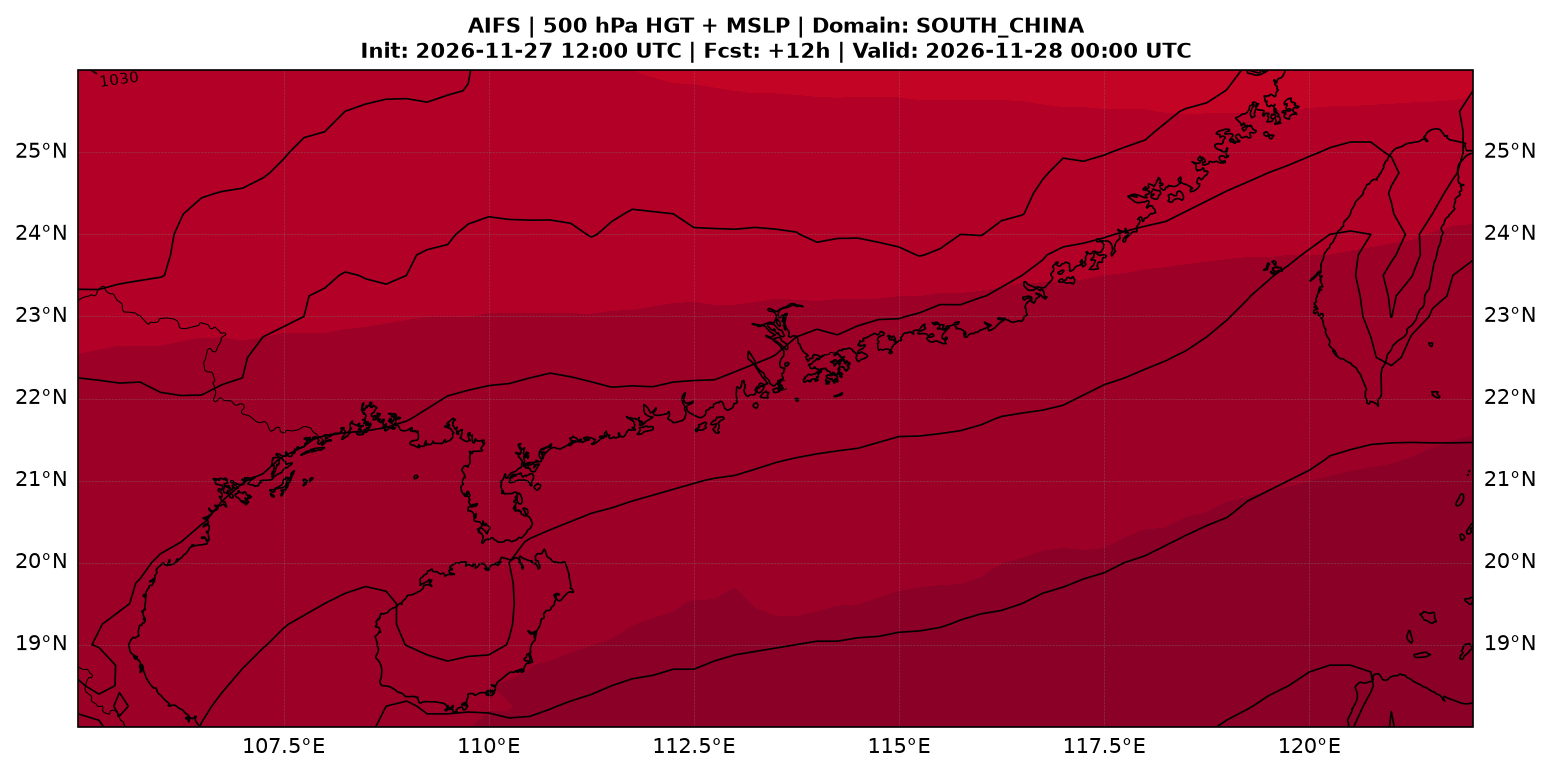 AIFS | 500 hPa HGT + MSLP | Domain: SOUTH_CHINA
Init: 2026-11-27 12:00 UTC | Fcst: +12h | Valid: 2026-11-28 00:00 UTC
1030
25°N 25°N
24°N 24°N
23°N 23°N
22°N 22°N
21°N 21°N
20°N 20°N
19°N 19°N
107.5°E 110°E 112.5°E 115°E 117.5°E 120°E